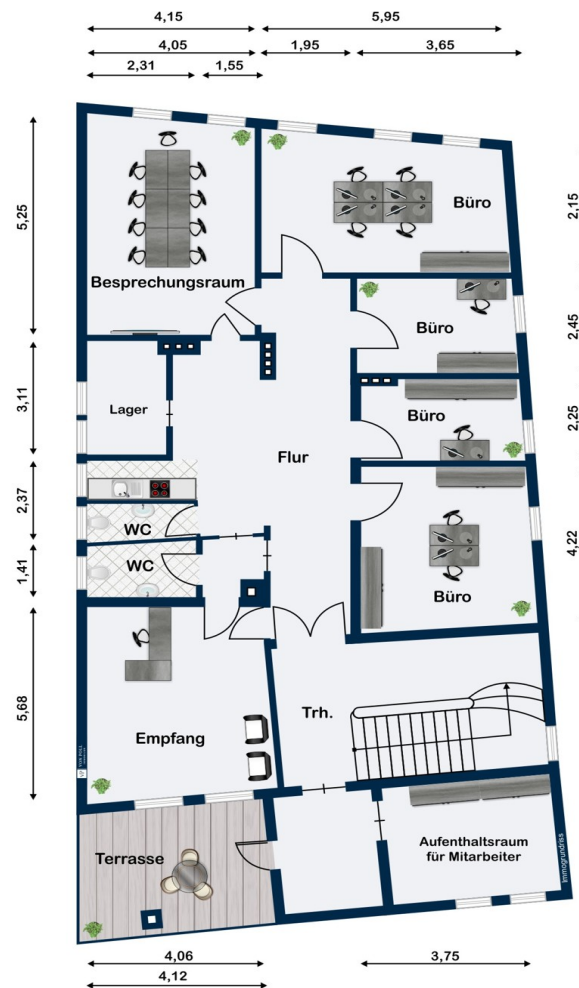 4,15
5,95
4,05
1,95
3,65
2,31
1,55
5,25
3,11
2,37
1,41
5,68
2,15
2,45
2,25
4,22
Büro
Besprechungsraum
Büro
Lager
Büro
Flur
WC
WC
Büro
Empfang
Trh.
Terrasse
Aufenthaltsraum
für Mitarbeiter
Immogrundriss
4,06
3,75
4,12